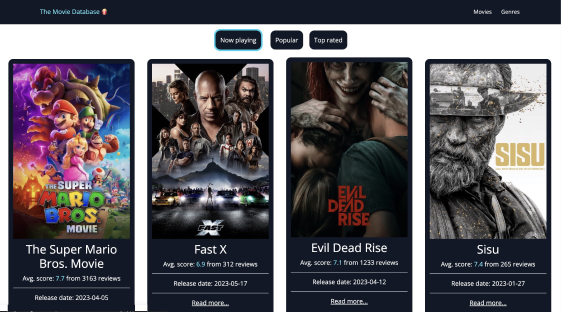 The Movie Database
Movies
Genres
Now playing
Popular
Top rated
THE SUPER
MARIO
BROS.
MOVIE
The Super Mario
Bros. Movie
Avg. score: 7.7 from 3163 reviews
Release date: 2023-04-05
FAST X
Fast X
Avg. score: 6.9 from 312 reviews
Release date: 2023-05-17
Read more...
EVIL
DEAD
RISE
Evil Dead Rise
Avg. score: 7.1 from 1233 reviews
Release date: 2023-04-12
Read more...
SISU
Sisu
Avg. score: 7.4 from 265 reviews
Release date: 2023-01-27
Read more...